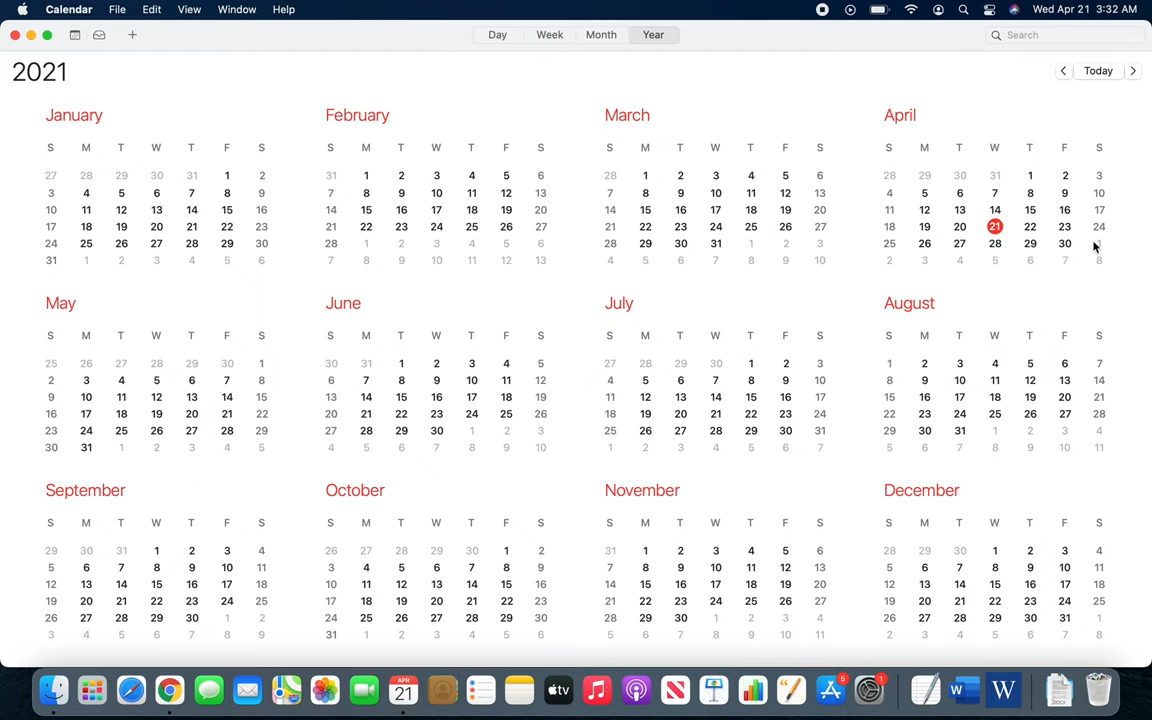 Calendar File Edit View Window Help Wed Apr 21 3:32 AM
Day Week Month Year Search
2021 Today
January February March April
S M T W T F S S M T W T F S S M T W T F S S M T W T F S
27 28 29 30 31 1 2 31 1 2 3 4 5 6 28 1 2 3 4 5 6 28 29 30 31 1 2 3
3 4 5 6 7 8 9 7 8 9 10 11 12 13 7 8 9 10 11 12 13 4 5 6 7 8 9 10
10 11 12 13 14 15 16 14 15 16 17 18 19 20 14 15 16 17 18 19 20 11 12 13 14 15 16 17
17 18 19 20 21 22 23 21 22 23 24 25 26 27 21 22 23 24 25 26 27 18 19 20 21 22 23 24
24 25 26 27 28 29 30 28 1 2 3 4 5 6 28 29 30 31 1 2 3 25 26 27 28 29 30 1
31 1 2 3 4 5 6 7 8 9 10 11 12 13 4 5 6 7 8 9 10 2 3 4 5 6 7 8
May June July August
S M T W T F S S M T W T F S S M T W T F S S M T W T F S
25 26 27 28 29 30 1 30 31 1 2 3 4 5 27 28 29 30 1 2 3 1 2 3 4 5 6 7
2 3 4 5 6 7 8 6 7 8 9 10 11 12 4 5 6 7 8 9 10 8 9 10 11 12 13 14
9 10 11 12 13 14 15 13 14 15 16 17 18 19 11 12 13 14 15 16 17 15 16 17 18 19 20 21
16 17 18 19 20 21 22 20 21 22 23 24 25 26 18 19 20 21 22 23 24 22 23 24 25 26 27 28
23 24 25 26 27 28 29 27 28 29 30 1 2 3 25 26 27 28 29 30 31 29 30 31 1 2 3 4
30 31 1 2 3 4 5 4 5 6 7 8 9 10 1 2 3 4 5 6 7 5 6 7 8 9 10 11
September October November December
S M T W T F S S M T W T F S S M T W T F S S M T W T F S
29 30 31 1 2 3 4 26 27 28 29 30 1 2 31 1 2 3 4 5 6 28 29 30 1 2 3 4
5 6 7 8 9 10 11 3 4 5 6 7 8 9 7 8 9 10 11 12 13 5 6 7 8 9 10 11
12 13 14 15 16 17 18 10 11 12 13 14 15 16 14 15 16 17 18 19 20 12 13 14 15 16 17 18
19 20 21 22 23 24 25 17 18 19 20 21 22 23 21 22 23 24 25 26 27 19 20 21 22 23 24 25
26 27 28 29 30 1 2 24 25 26 27 28 29 30 28 29 30 1 2 3 4 26 27 28 29 30 31 1
3 4 5 6 7 8 9 31 1 2 3 4 5 6 5 6 7 8 9 10 11 2 3 4 5 6 7 8
APR
21 tv 5 1 W W